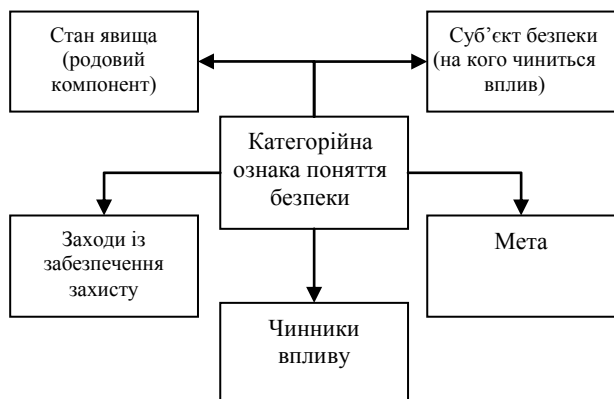 Стан явища
(родовий
компонент)
Суб’єкт безпеки
(на кого чиниться
вплив)
Категорійна
ознака поняття
безпеки
Заходи із
забезпечення
захисту
Мета
Чинники
впливу